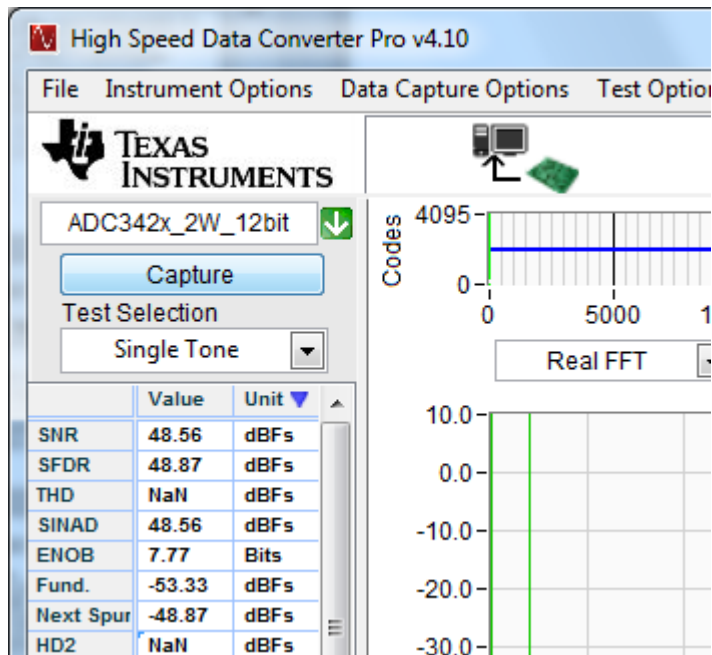 High Speed Data Converter Pro v4.10
File Instrument Options Data Capture Options Test Option
TEXAS
INSTRUMENTS
ADC342x_2W_12bit
Capture
Test Selection
Single Tone
Value Unit
SNR 48.56 dBFs
SFDR 48.87 dBFs
THD NaN dBFs
SINAD 48.56 dBFs
ENOB 7.77 Bits
Fund. -53.33 dBFs
Next Spur -48.87 dBFs
HD2 NaN dBFs
Codes
4095
0
0 5000 1
Real FFT
10.0
0.0
-10.0
-20.0
-30.0